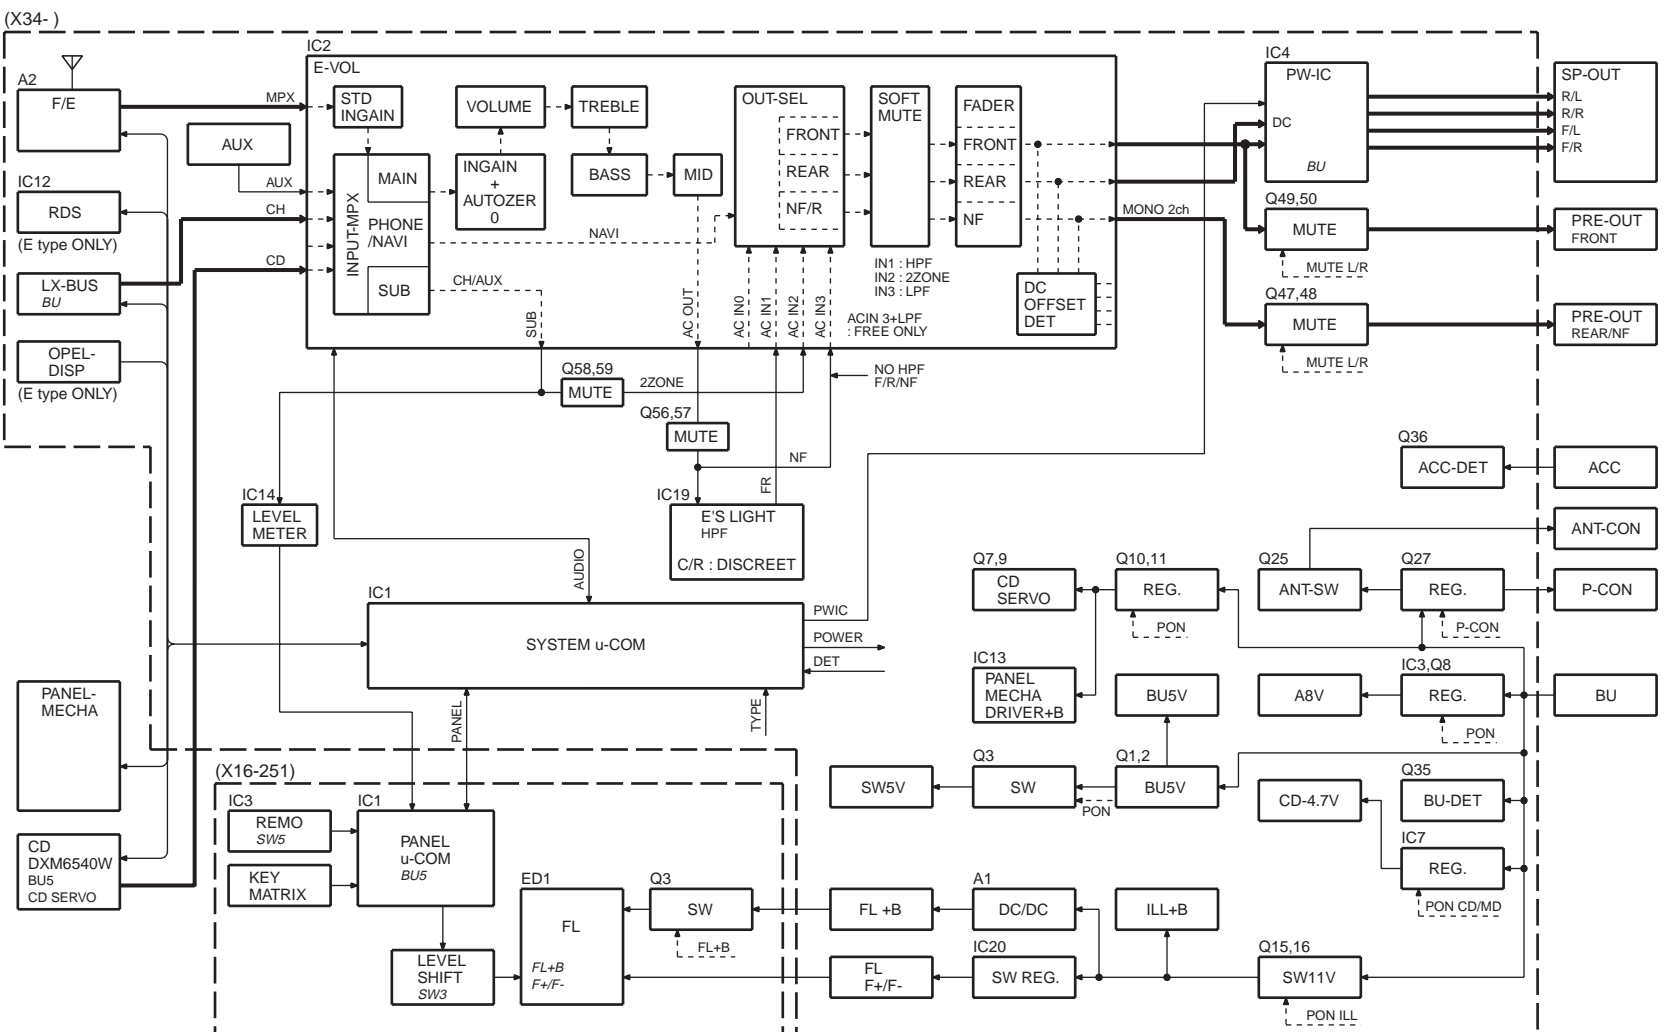 (X34- )
A2
F/E
MPX
AUX
AUX
IC12
RDS
(E type ONLY)
CH
LX-BUS
BU
CD
OPEL-
DISP
(E type ONLY)
IC2
E-VOL
STD
INGAIN
INPUT-MPX
MAIN
PHONE
/NAVI
SUB
VOLUME
INGAIN
+
AUTOZER
0
TREBLE
BASS
MID
NAVI
CH/AUX
SUB
AC OUT
OUT-SEL
FRONT
REAR
NF/R
AC IN0
AC IN1
AC IN2
AC IN3
SOFT
MUTE
IN1 : HPF
IN2 : 2ZONE
IN3 : LPF
ACIN 3+LPF
: FREE ONLY
FADER
FRONT
REAR
NF
DC
OFFSET
DET
MONO 2ch
IC4
PW-IC
DC
BU
SP-OUT
R/L
R/R
F/L
F/R
Q49,50
MUTE
MUTE L/R
PRE-OUT
FRONT
Q47,48
MUTE
MUTE L/R
PRE-OUT
REAR/NF
Q58,59
MUTE
2ZONE
NO HPF
F/R/NF
Q56,57
MUTE
NF
FR
IC19
E'S LIGHT
HPF
C/R : DISCREET
IC14
LEVEL
METER
AUDIO
IC1
SYSTEM u-COM
PWIC
POWER
DET
PANEL
TYPE
Q36
ACC-DET
ACC
ANT-CON
Q7,9
CD
SERVO
Q10,11
REG.
PON
Q25
ANT-SW
Q27
REG.
P-CON
P-CON
IC13
PANEL
MECHA
DRIVER+B
BU5V
A8V
IC3,Q8
REG.
PON
BU
PANEL-
MECHA
SW5V
Q3
SW
PON
Q1,2
BU5V
CD-4.7V
Q35
BU-DET
IC7
REG.
PON CD/MD
CD
DXM6540W
BU5
CD SERVO
(X16-251)
IC3
REMO
SW5
KEY
MATRIX
IC1
PANEL
u-COM
BU5
LEVEL
SHIFT
SW3
ED1
FL
FL+B
F+/F-
Q3
SW
FL+B
FL +B
A1
DC/DC
ILL+B
FL
F+/F-
IC20
SW REG.
Q15,16
SW11V
PON ILL